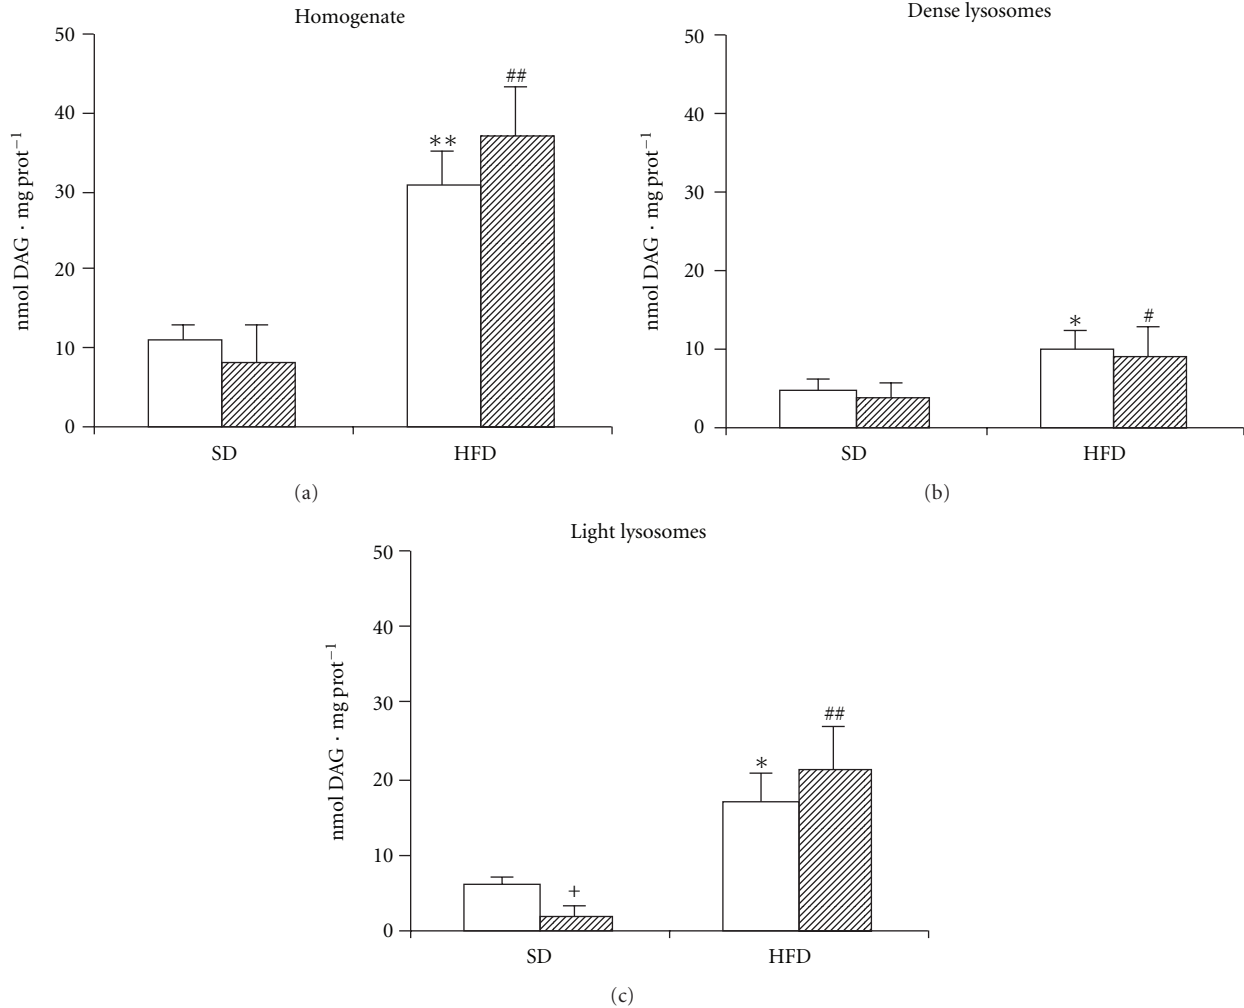 Homogenate
nmol DAG · mg prot⁻¹
50
40
30
20
10
0
**
##
SD
HFD
(a)
Dense lysosomes
nmol DAG · mg prot⁻¹
50
40
30
20
10
0
*
#
SD
HFD
(b)
Light lysosomes
nmol DAG · mg prot⁻¹
50
40
30
20
10
0
+
*
##
SD
HFD
(c)